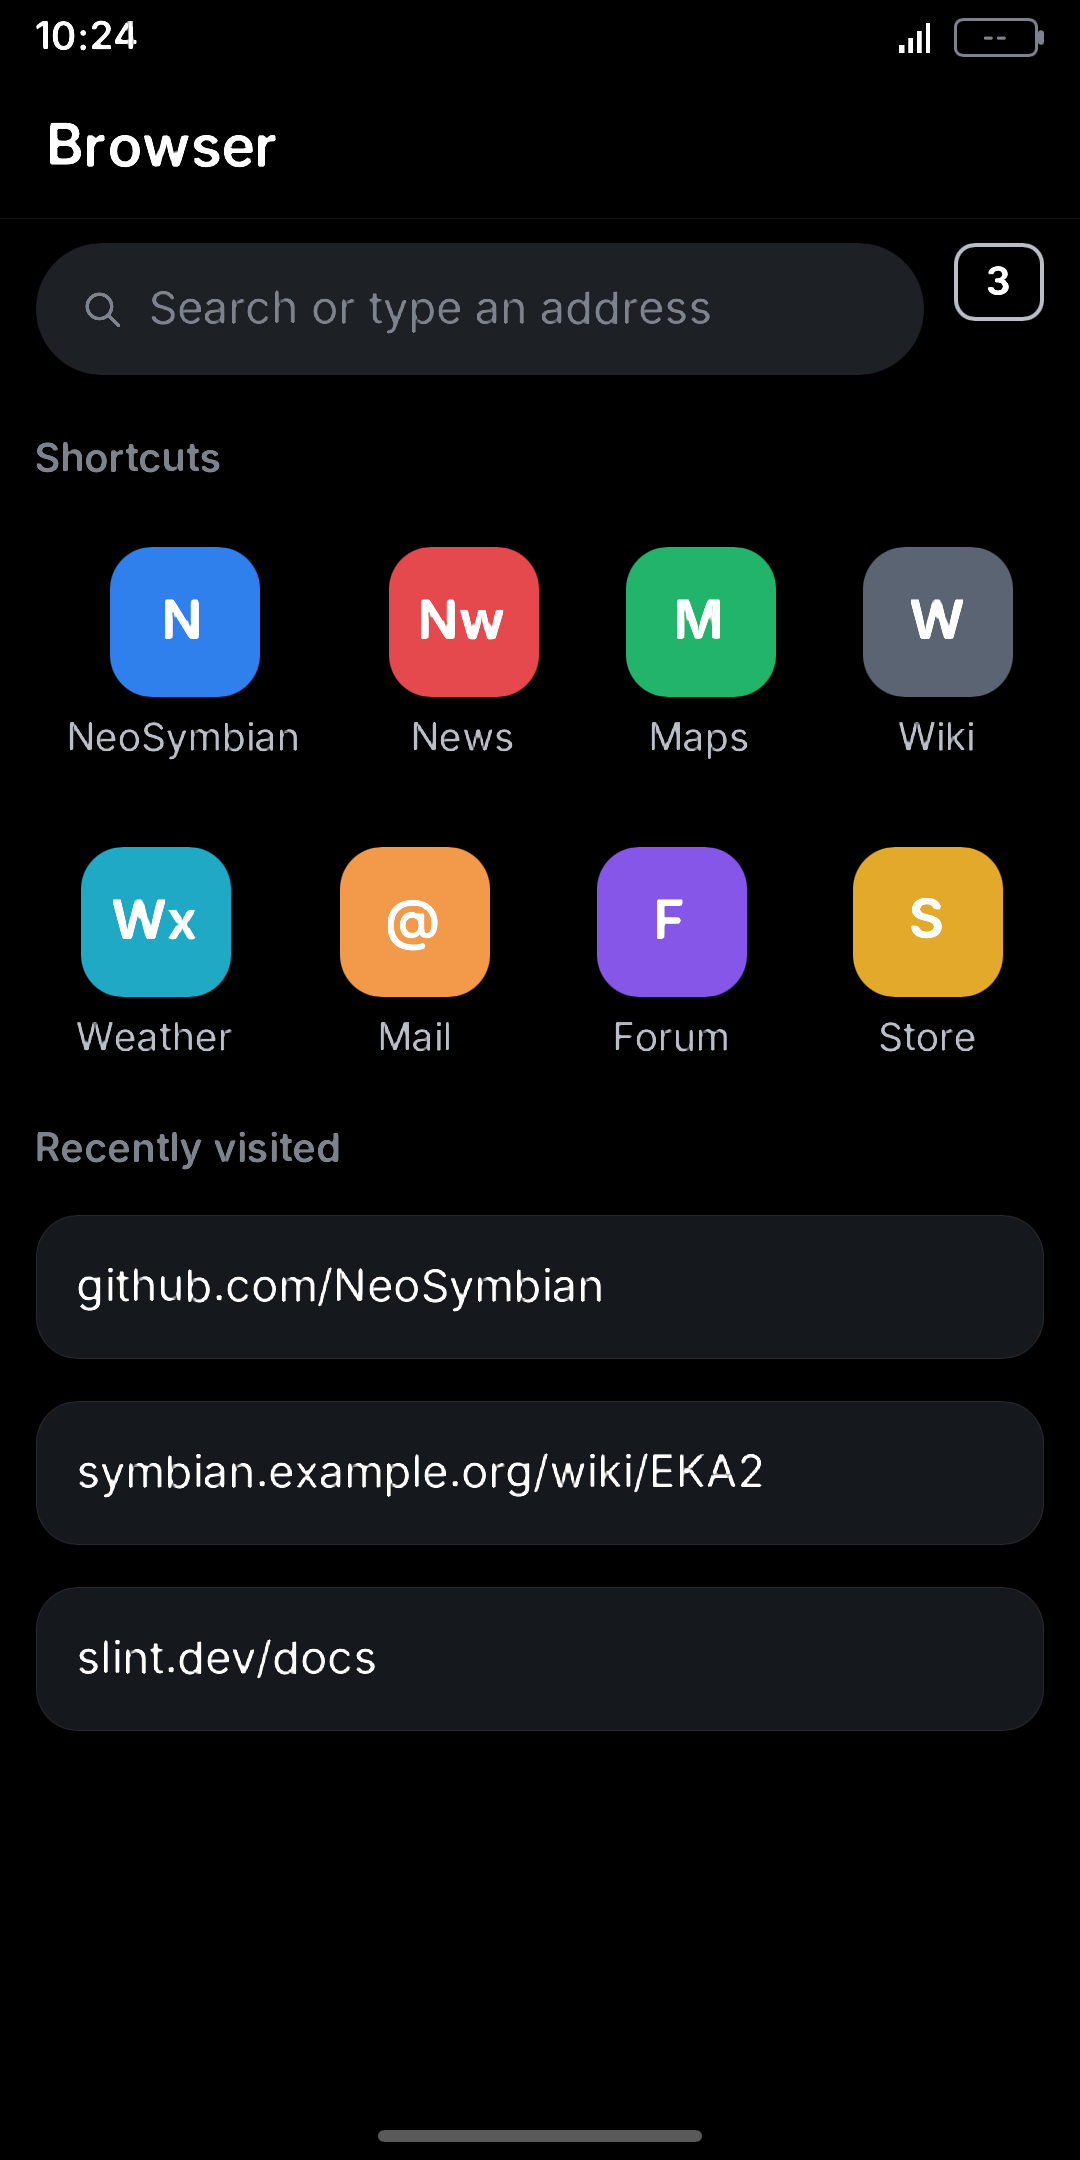 10:24
--
Browser
Search or type an address
3
Shortcuts
N Nw M W
NeoSymbian News Maps Wiki
Wx @ F S
Weather Mail Forum Store
Recently visited
github.com/NeoSymbian
symbian.example.org/wiki/EKA2
slint.dev/docs